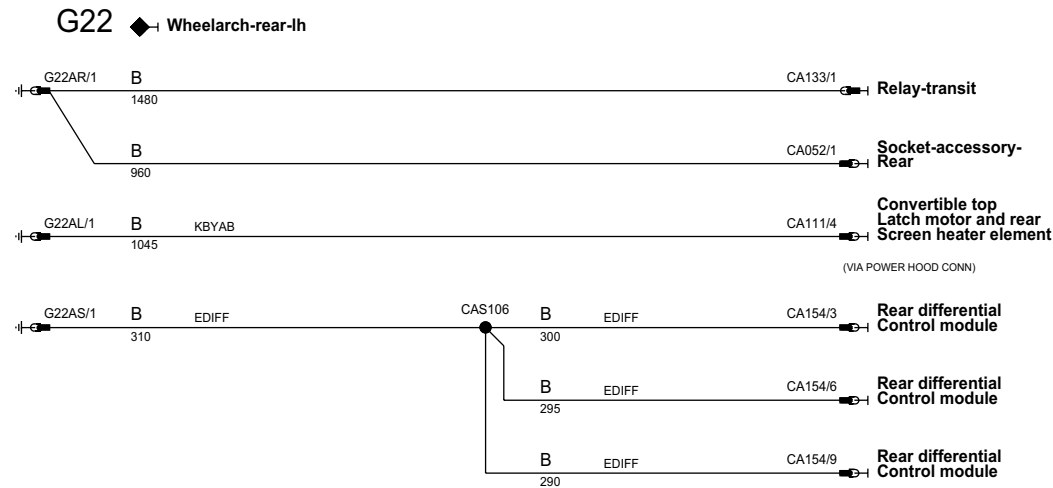 G22 Wheelarch-rear-lh
G22AR/1 B CA133/1 Relay-transit
1480
B CA052/1 Socket-accessory-
Rear
960
Convertible top
G22AL/1 B KBYAB CA111/4 Latch motor and rear
Screen heater element
1045
(VIA POWER HOOD CONN)
G22AS/1 B EDIFF CAS106 B EDIFF CA154/3 Rear differential
Control module
310 300
B EDIFF CA154/6 Rear differential
Control module
295
B EDIFF CA154/9 Rear differential
Control module
290